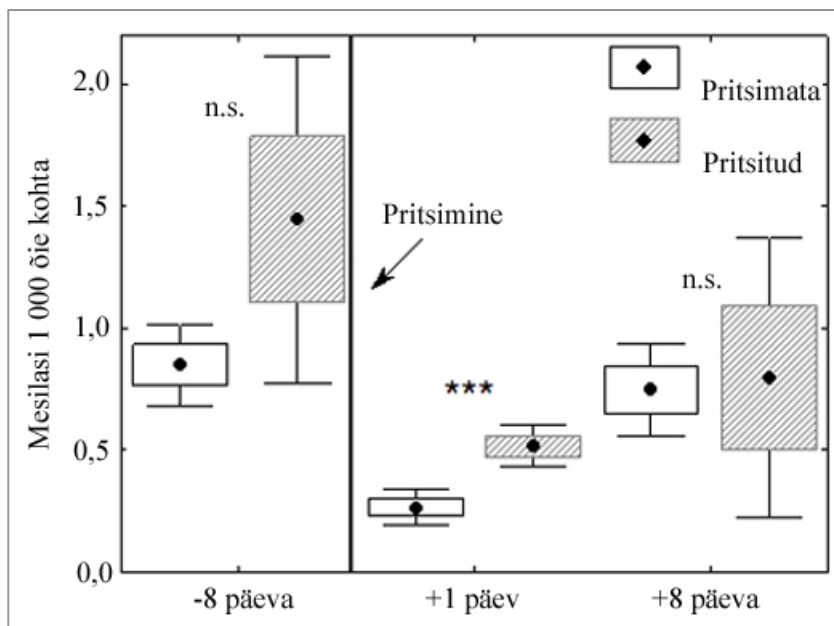 Mesilasi 1 000 õie kohta
2,0
1,5
1,0
0,5
0,0
n.s.
Pritsimine
***
n.s.
Pritsimata
Pritsitud
-8 päeva
+1 päev
+8 päeva